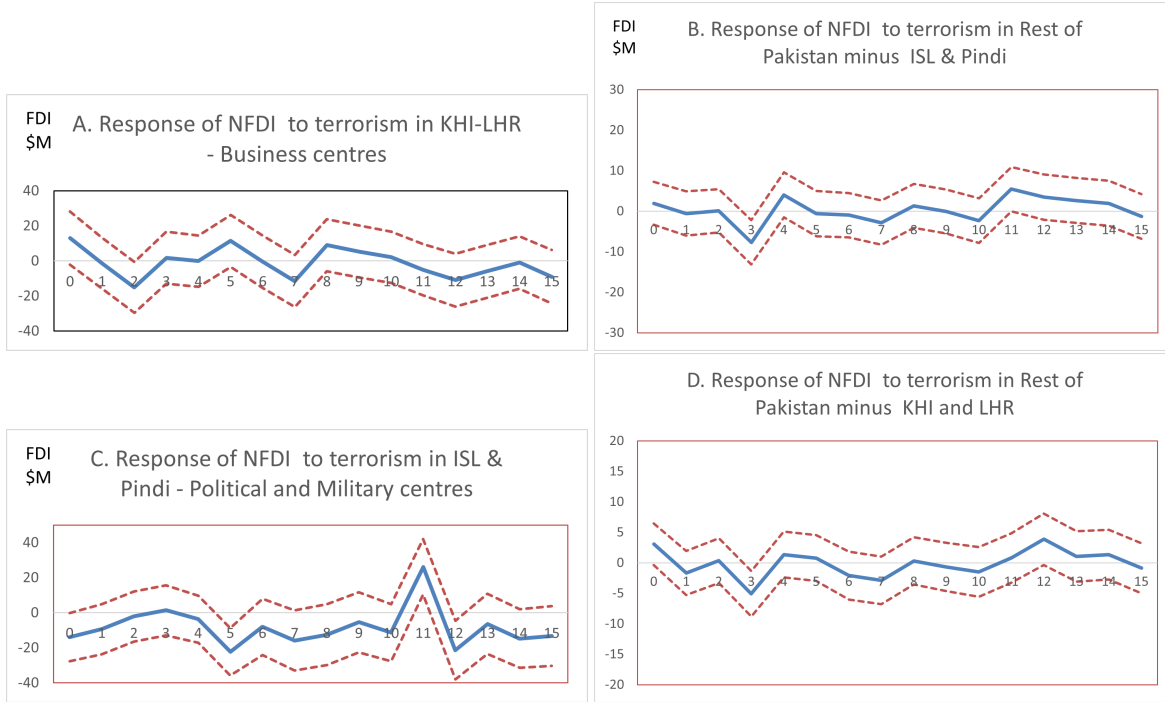 FDI
$M
A. Response of NFDI to terrorism in KHI-LHR
- Business centres
40
20
0
-20
-40
0 1 2 3 4 5 6 7 8 9 10 11 12 13 14 15
FDI
$M
B. Response of NFDI to terrorism in Rest of
Pakistan minus ISL & Pindi
30
20
10
0
-10
-20
-30
0 1 2 3 4 5 6 7 8 9 10 11 12 13 14 15
FDI
$M
C. Response of NFDI to terrorism in ISL &
Pindi - Political and Military centres
40
20
0
-20
-40
0 1 2 3 4 5 6 7 8 9 10 11 12 13 14 15
D. Response of NFDI to terrorism in Rest of
Pakistan minus KHI and LHR
20
15
10
5
0
-5
-10
-15
-20
0 1 2 3 4 5 6 7 8 9 10 11 12 13 14 15